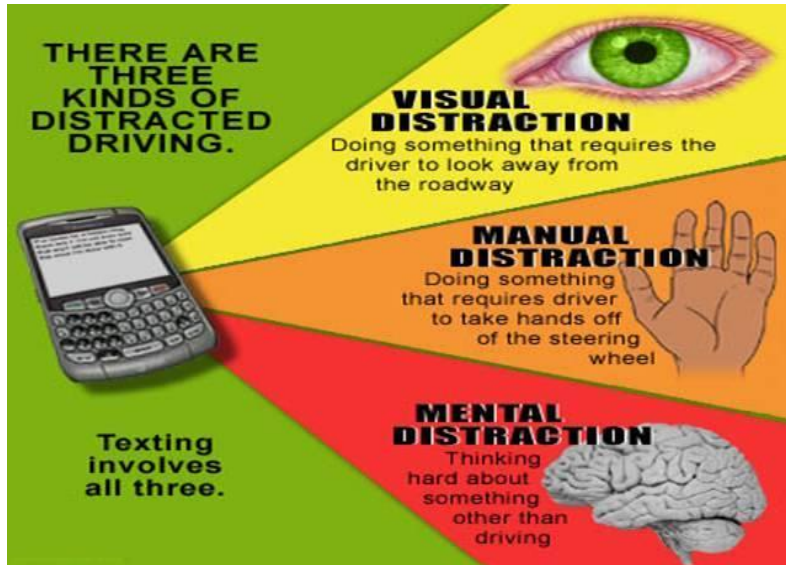 THERE ARE
THREE
KINDS OF
DISTRACTED
DRIVING.
VISUAL
DISTRACTION
Doing something that requires the
driver to look away from
the roadway
MANUAL
DISTRACTION
Doing something
that requires driver
to take hands off
of the steering
wheel
MENTAL
DISTRACTION
Thinking
hard about
something
other than
driving
Texting
involves
all three.